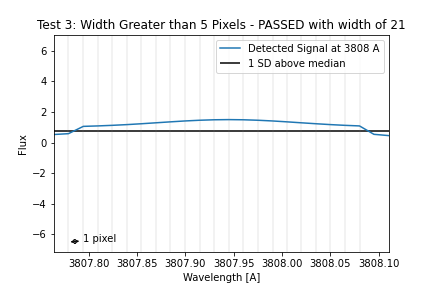 Test 3: Width Greater than 5 Pixels - PASSED with width of 21
Detected Signal at 3808 A
1 SD above median
6
4
2
0
−2
−4
−6
Flux
1 pixel
3807.80 3807.85 3807.90 3807.95 3808.00 3808.05 3808.10
Wavelength [A]